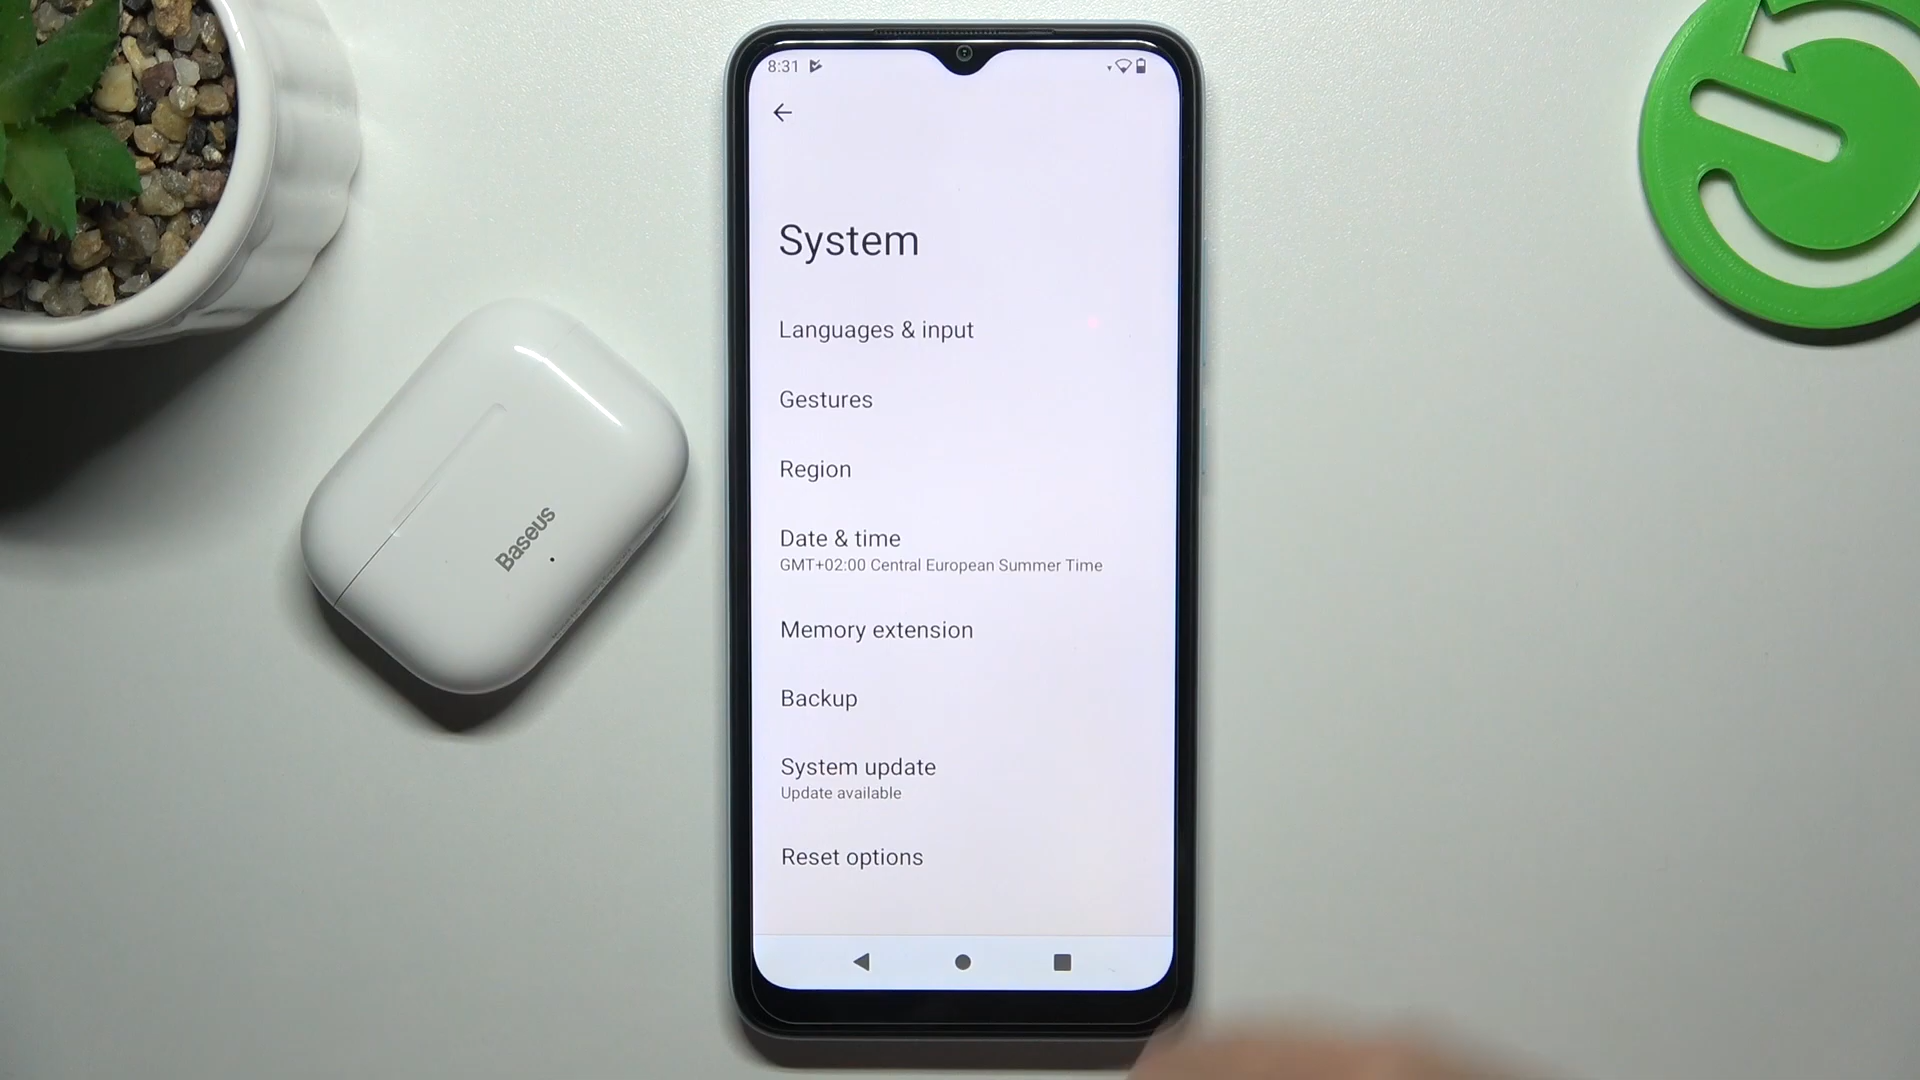 8:31
System
Languages & input
Gestures
Region
Date & time
GMT+02:00 Central European Summer Time
Memory extension
Backup
System update
Update available
Reset options
Baseus